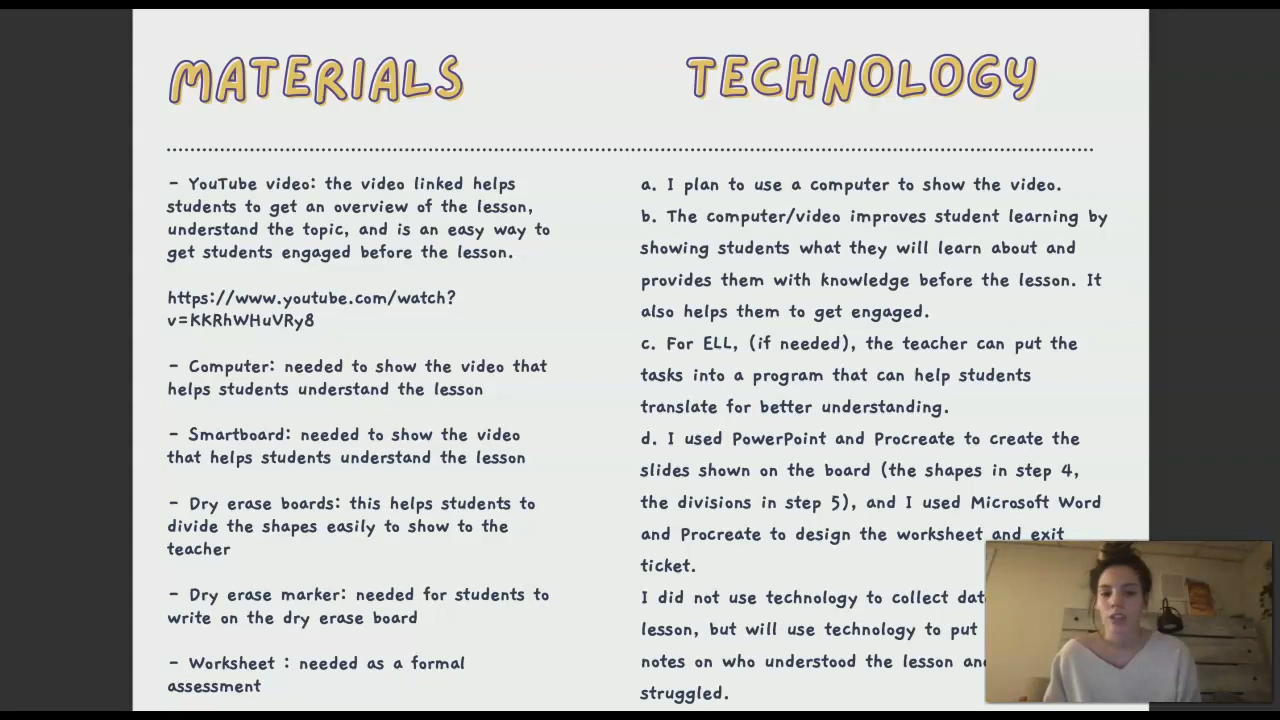 MATERIALS
- YouTube video: the video linked helps
students to get an overview of the lesson,
understand the topic, and is an easy way to
get students engaged before the lesson.
https://www.youtube.com/watch?
v=KKRhWHuVRy8
- Computer: needed to show the video that
helps students understand the lesson
- Smartboard: needed to show the video
that helps students understand the lesson
- Dry erase boards: this helps students to
divide the shapes easily to show to the
teacher
- Dry erase marker: needed for students to
write on the dry erase board
- Worksheet : needed as a formal
assessment
TECHNOLOGY
a. I plan to use a computer to show the video.
b. The computer/video improves student learning by
showing students what they will learn about and
provides them with knowledge before the lesson. It
also helps them to get engaged.
c. For ELL, (if needed), the teacher can put the
tasks into a program that can help students
translate for better understanding.
d. I used PowerPoint and Procreate to create the
slides shown on the board (the shapes in step 4,
the divisions in step 5), and I used Microsoft Word
and Procreate to design the worksheet and exit
ticket.
I did not use technology to collect
lesson, but will use technology to put
notes on who understood the lesson
struggled.